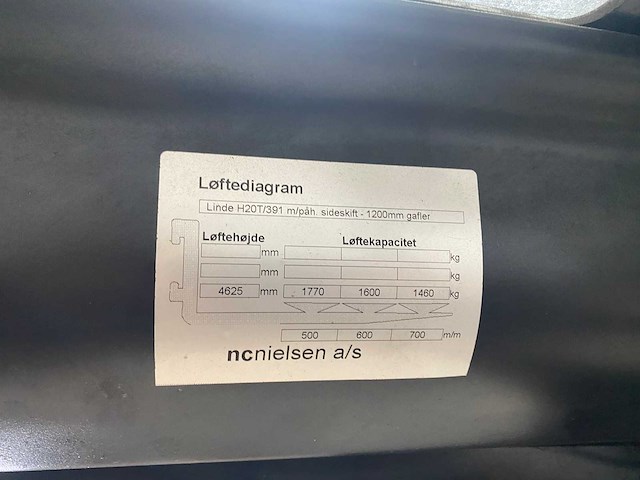 Løftediagram
Linde H20T/391 m/påh. sideskift - 1200mm gafler
Løftehøjde Løftekapacitet
mm kg
mm kg
4625 mm 1770 1600 1460 kg
500 600 700 m/m
ncnielsen a/s